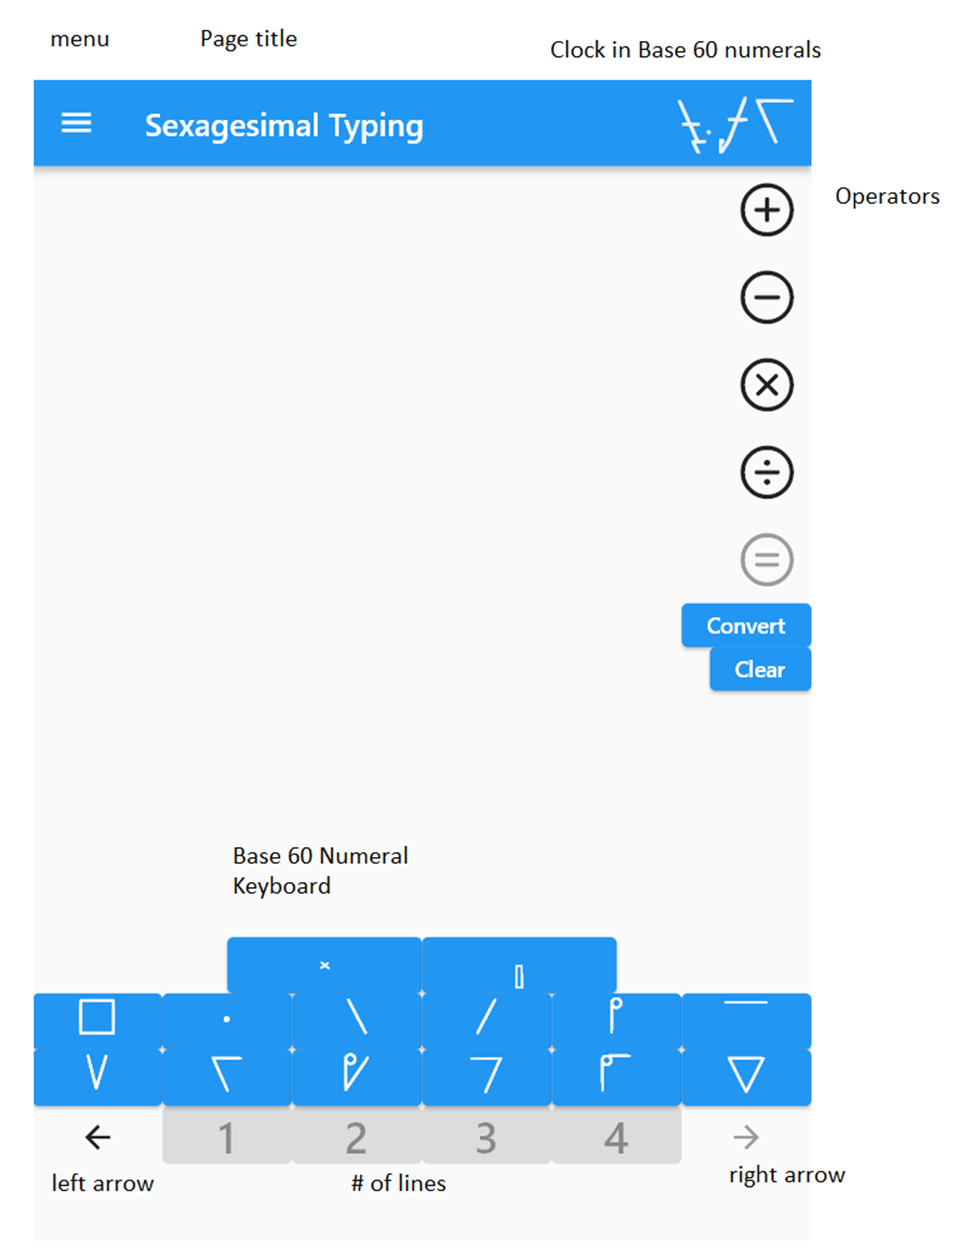 menu
Page title
Clock in Base 60 numerals
Sexagesimal Typing
Operators
+
−
×
÷
=
Convert
Clear
Base 60 Numeral
Keyboard
1 2 3 4
left arrow
# of lines
right arrow